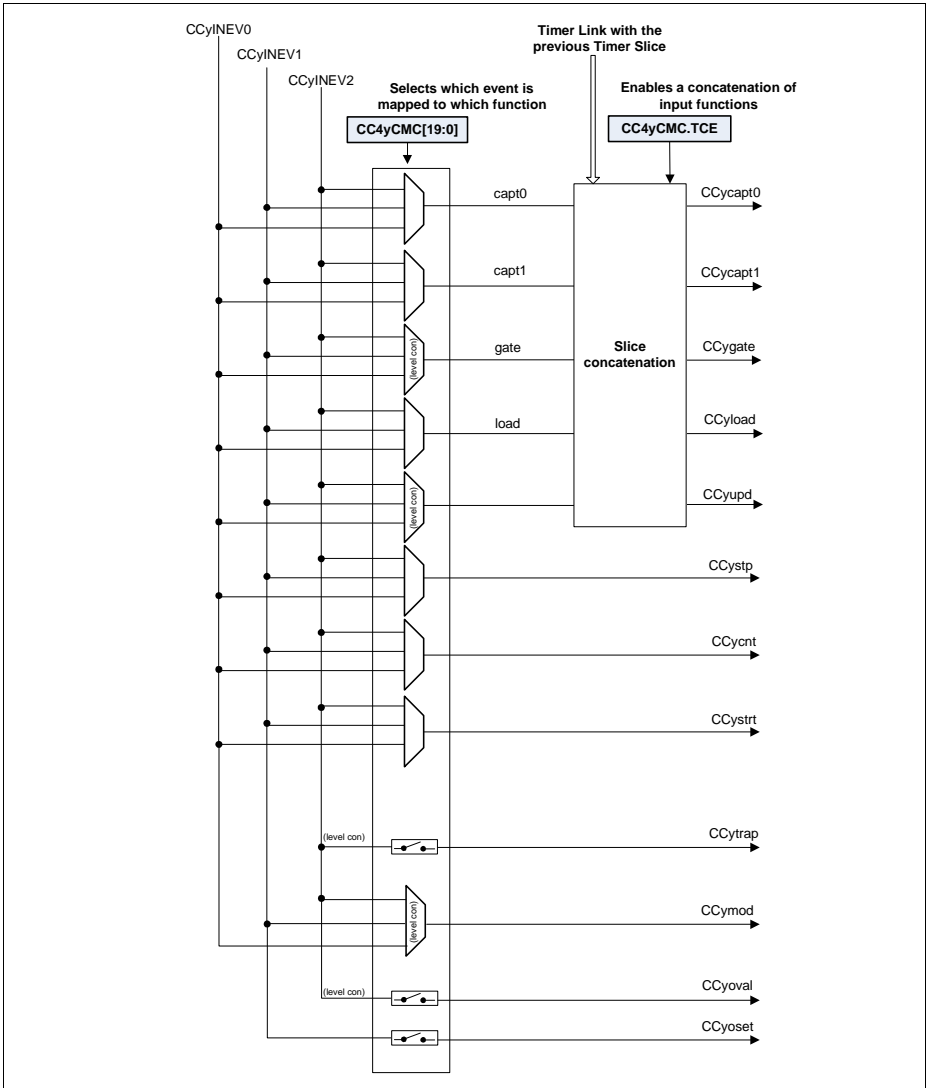 CCyINEV0
CCyINEV1
CCyINEV2
Timer Link with the
previous Timer Slice
Selects which event is
mapped to which function
CC4yCMC[19:0]
Enables a concatenation of
input functions
CC4yCMC.TCE
capt0
CCycapt0
capt1
CCycapt1
(level con)
gate
Slice
concatenation
CCygate
load
CCyload
(level con)
CCyupd
CCystp
CCycnt
CCystrt
(level con)
CCytrap
(level con)
CCymod
(level con)
CCyoval
CCyoset